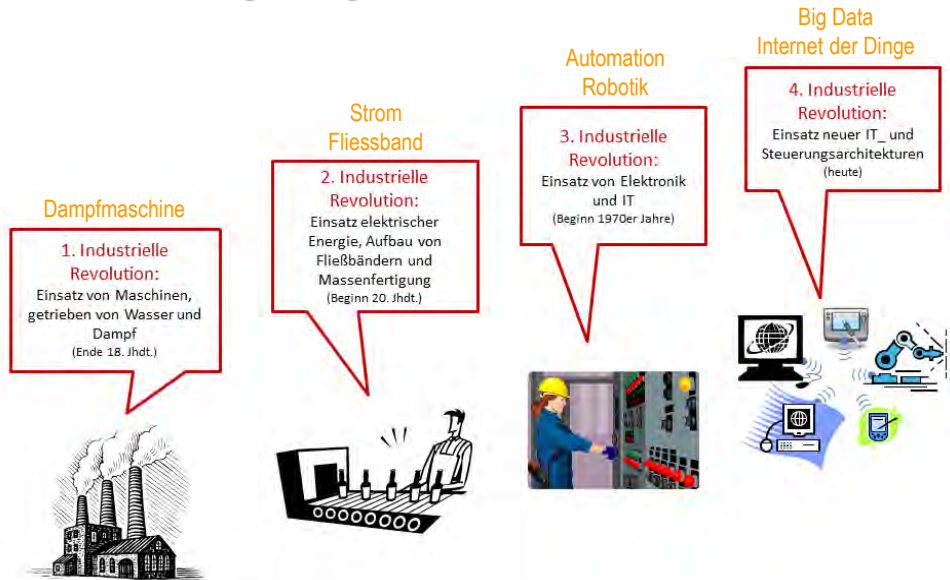 Dampfmaschine
1. Industrielle
Revolution:
Einsatz von Maschinen,
getrieben von Wasser und
Dampf
(Ende 18. Jhdt.)
Strom
Fliessband
2. Industrielle
Revolution:
Einsatz elektrischer
Energie, Aufbau von
Fließbändern und
Massenfertigung
(Beginn 20. Jhdt.)
Automation
Robotik
3. Industrielle
Revolution:
Einsatz von Elektronik
und IT
(Beginn 1970er Jahre)
Big Data
Internet der Dinge
4. Industrielle
Revolution:
Einsatz neuer IT_ und
Steuerungsarchitekturen
(heute)